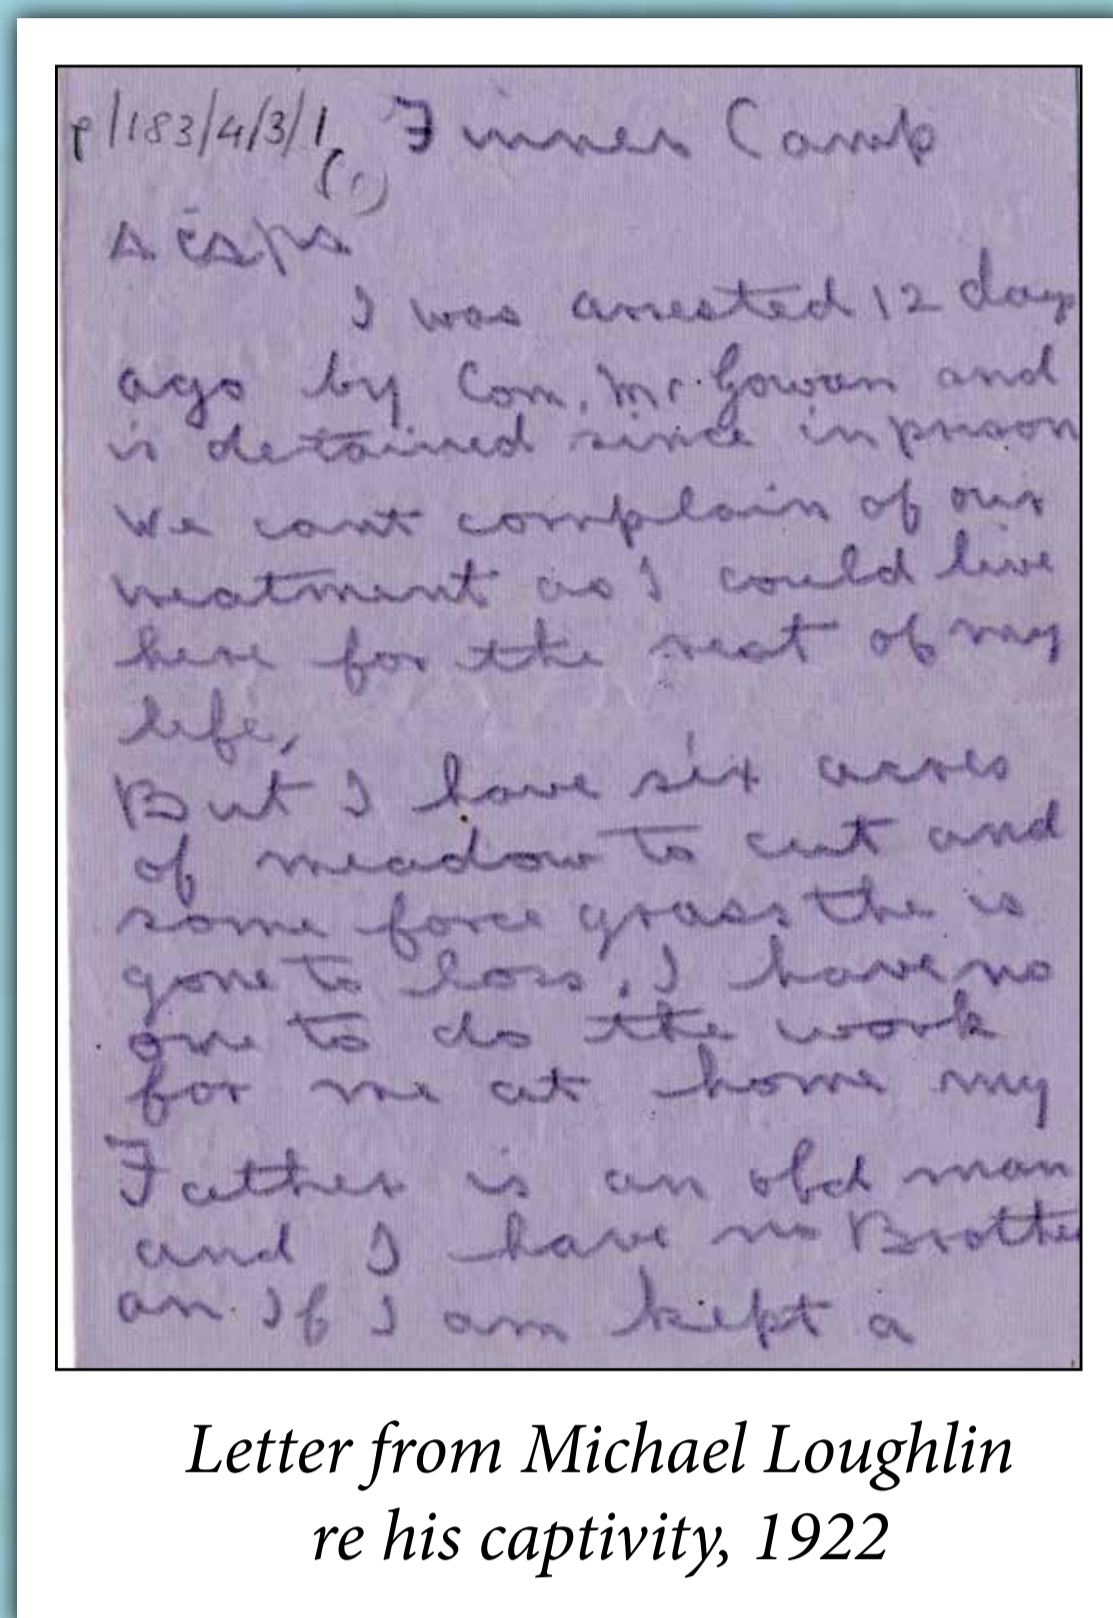 P/183/4/3/1 Finner Camp
(1)
A Ċara
I was arrested 12 days
ago by Com. Mc.Gowan and
is detained since in prison
We cant complain of our
treatment as I could live
here for the rest of my
life,
But I have six acres
of meadow to cut and
some force grass the is
gone to loss. I have no
one to do the work
for me at home my
Father is an old man
and I have no Brothe
an If I am kept a
Letter from Michael Loughlin
re his captivity, 1922